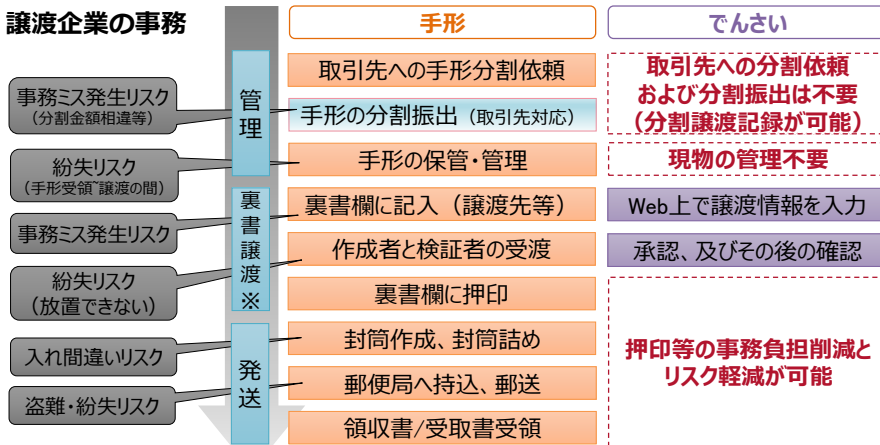 譲渡企業の事務
手形
でんさい
管理
裏書譲渡※
発送
事務ミス発生リスク
(分割金額相違等)
紛失リスク
(手形受領~譲渡の間)
事務ミス発生リスク
紛失リスク
(放置できない)
入れ間違いリスク
盗難・紛失リスク
取引先への手形分割依頼
手形の分割振出（取引先対応）
手形の保管・管理
裏書欄に記入（譲渡先等）
作成者と検証者の受渡
裏書欄に押印
封筒作成、封筒詰め
郵便局へ持込、郵送
領収書/受取書受領
取引先への分割依頼
および分割振出は不要
（分割譲渡記録が可能）
現物の管理不要
Web上で譲渡情報を入力
承認、及びその後の確認
押印等の事務負担削減と
リスク軽減が可能